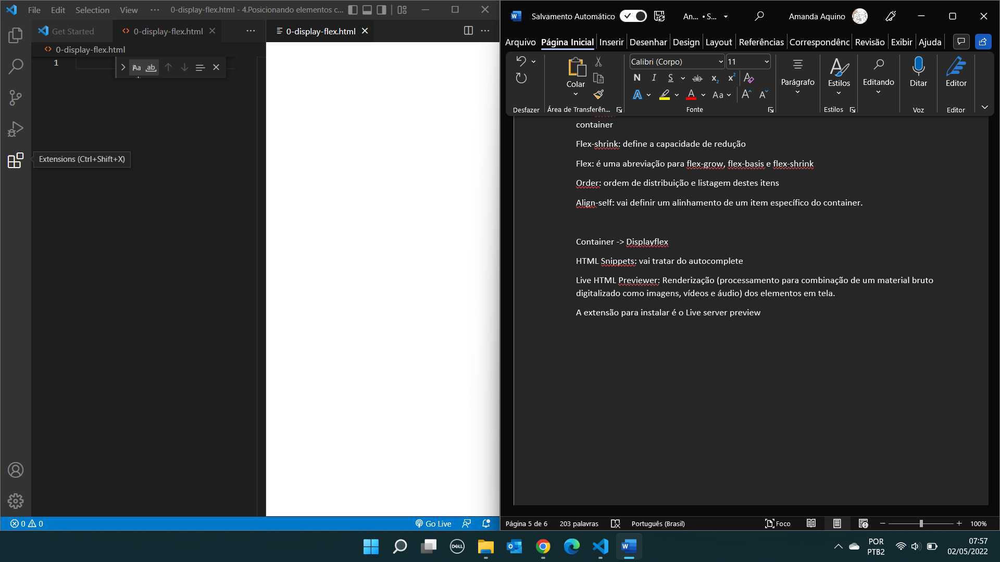 File Edit Selection View ··· 0-display-flex.html - 4.Posicionando elementos c...
Get Started 0-display-flex.html ···
0-display-flex.html
0-display-flex.html
1
Aa ab
Extensions (Ctrl+Shift+X)
0 0
Go Live
Salvamento Automático An... • S... Amanda Aquino
Arquivo Página Inicial Inserir Desenhar Design Layout Referências Correspondênc Revisão Exibir Ajuda
Calibri (Corpo) 11
N I S ab x2 x2 A
A A Aa A A
Colar
Parágrafo
Estilos
Editando
Ditar
Editor
Desfazer Área de Transferên... Fonte Estilos Voz Editor
container
Flex-shrink: define a capacidade de redução
Flex: é uma abreviação para flex-grow, flex-basis e flex-shrink
Order: ordem de distribuição e listagem destes itens
Align-self: vai definir um alinhamento de um item específico do container.
Container -> Displayflex
HTML Snippets: vai tratar do autocomplete
Live HTML Previewer: Renderização (processamento para combinação de um material bruto
digitalizado como imagens, vídeos e áudio) dos elementos em tela.
A extensão para instalar é o Live server preview
Página 5 de 6 203 palavras Português (Brasil) Foco 100%
DELL
POR
PTB2
07:57
02/05/2022